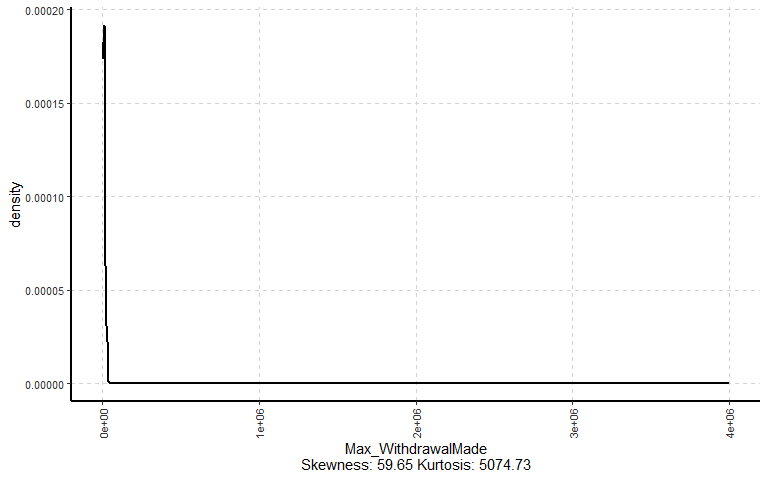 0.00020
0.00015
0.00010
0.00005
0.00000
density
0e+00
1e+06
2e+06
3e+06
4e+06
Max_WithdrawalMade
Skewness: 59.65 Kurtosis: 5074.73